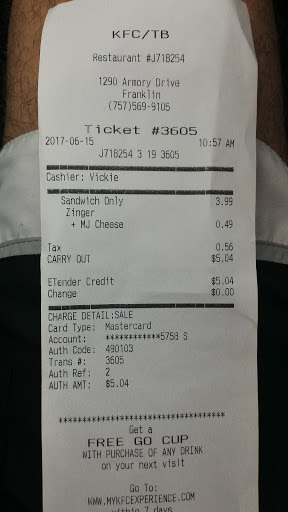 KFC/TB
Restaurant #J718254
1290 Armory Drive
Franklin
(757)569-9105
Ticket #3605
2017-06-15 10:57 AM
J718254 3 19 3605
Cashier: Vickie
Sandwich Only 3.99
Zinger
+ MJ Cheese 0.49
Tax 0.56
CARRY OUT $5.04
ETender Credit $5.04
Change $0.00
CHARGE DETAIL:SALE
Card Type: Mastercard
Account: ************5758 S
Auth Code: 490103
Trans #: 3605
Auth Ref: 2
AUTH AMT: $5.04
************************************
Get a
FREE GO CUP
WITH PURCHASE OF ANY DRINK
on your next visit
Go To:
WWW.MYKFCEXPERIENCE.COM
within 7 days